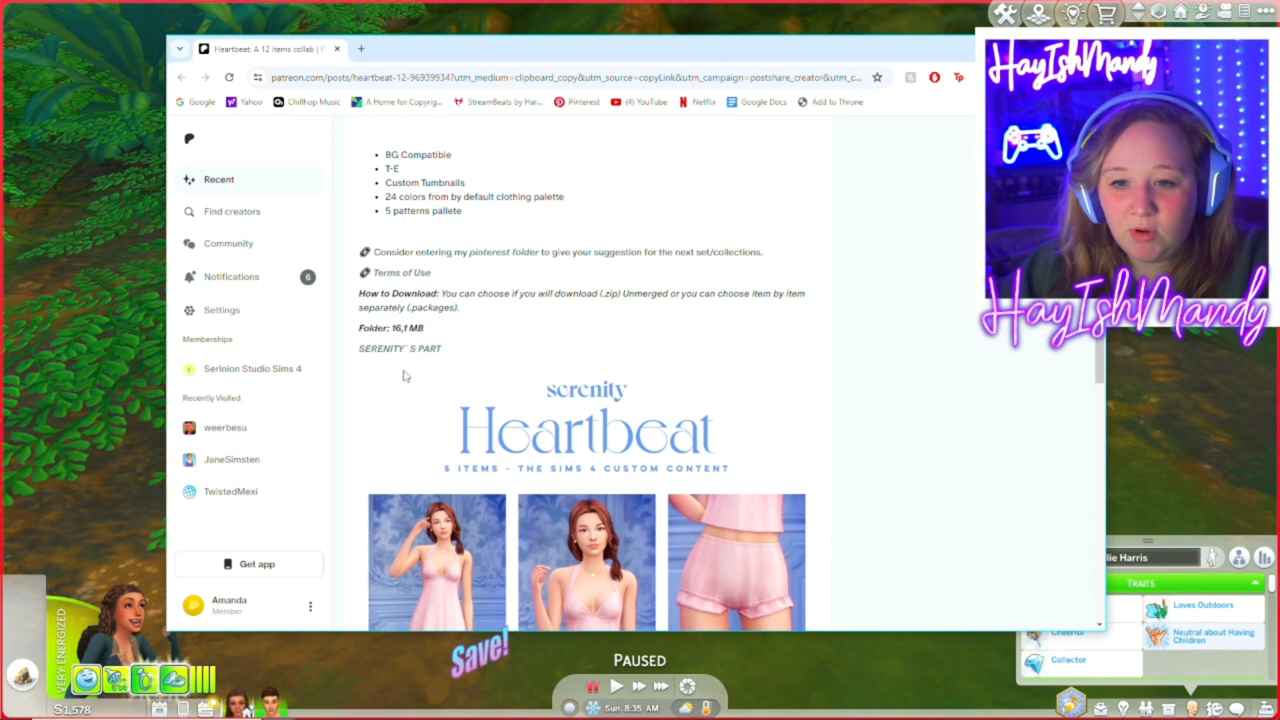 Heartbeat: A 12 items collab | P
patreon.com/posts/heartbeat-12-96939934?utm_medium=clipboard_copy&utm_source=copyLink&utm_campaign=postshare_creator&utm_c...
Google
Yahoo
Chillhop Music
A Home for Copyrig...
StreamBeats by Har...
Pinterest
(4) YouTube
Netflix
Google Docs
Add to Throne
HayIshMandy
HayIshMandy
Recent
Find creators
Community
Notifications 6
Settings
Memberships
Serinion Studio Sims 4
Recently Visited
weerbesu
JaneSimsten
TwistedMexi
Get app
Amanda
Member
• BG Compatible
• T-E
• Custom Tumbnails
• 24 colors from by default clothing palette
• 5 patterns pallete
Consider entering my pinterest folder to give your suggestion for the next set/collections.
Terms of Use
How to Download: You can choose if you will download (.zip) Unmerged or you can choose item by item
separately (.packages).
Folder: 16,1 MB
SERENITY´S PART
serenity
Heartbeat
5 ITEMS - THE SIMS 4 CUSTOM CONTENT
lie Harris
TRAITS
Loves Outdoors
Cheerful
Neutral about Having
Children
Collector
VERY ENERGIZED
$1,578
Save!
PAUSED
Sun. 8:35 AM